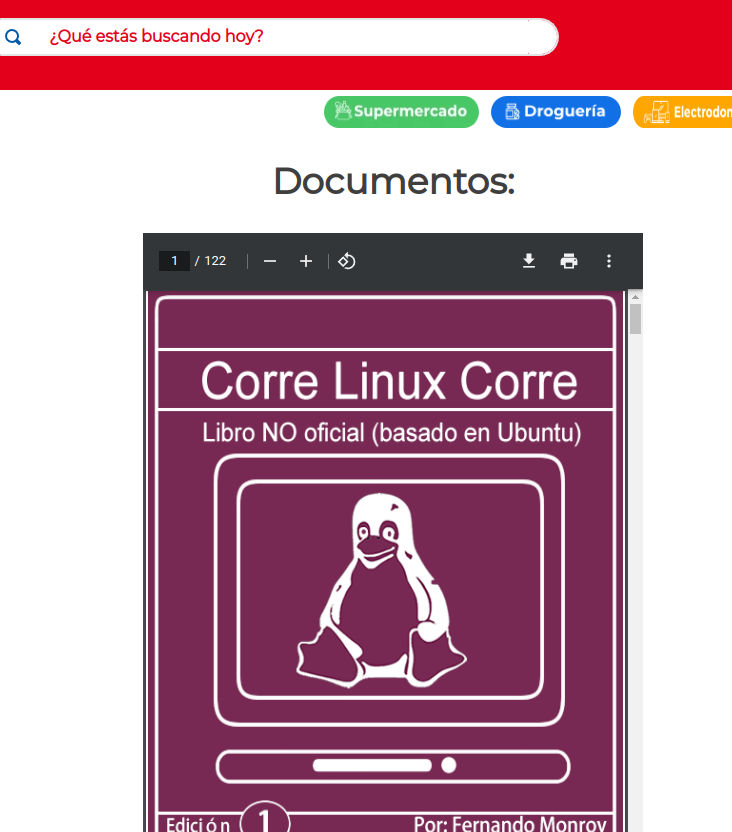 ¿Qué estás buscando hoy?
Supermercado Droguería Electrodom
Documentos:
1 / 122
Corre Linux Corre
Libro NO oficial (basado en Ubuntu)
Edici ó n 1 Por: Fernando Monroy